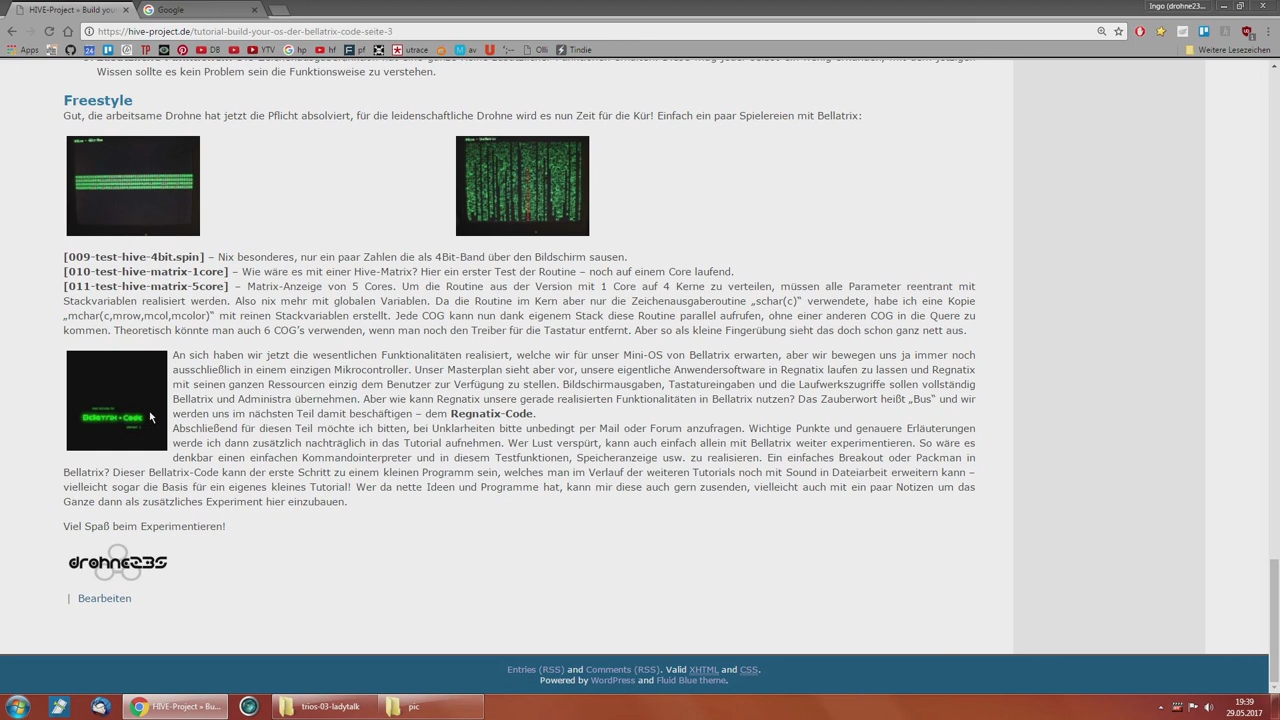 HIVE-Project » Build you
Google
Ingo (drohne23...
https://hive-project.de/tutorial-build-your-os-der-bellatrix-code-seite-3
Apps 24 TP DB YTV hp hf pf utrace M av ;--- Olli Tindie Weitere Lesezeichen
Wissen sollte es kein Problem sein die Funktionsweise zu verstehen.
Freestyle
Gut, die arbeitsame Drohne hat jetzt die Pflicht absolviert, für die leidenschaftliche Drohne wird es nun Zeit für die Kür! Einfach ein paar Spielereien mit Bellatrix:
[009-test-hive-4bit.spin] – Nix besonderes, nur ein paar Zahlen die als 4Bit-Band über den Bildschirm sausen.
[010-test-hive-matrix-1core] – Wie wäre es mit einer Hive-Matrix? Hier ein erster Test der Routine – noch auf einem Core laufend.
[011-test-hive-matrix-5core] – Matrix-Anzeige von 5 Cores. Um die Routine aus der Version mit 1 Core auf 4 Kerne zu verteilen, müssen alle Parameter reentrant mit
Stackvariablen realisiert werden. Also nix mehr mit globalen Variablen. Da die Routine im Kern aber nur die Zeichenausgaberoutine „schar(c)" verwendete, habe ich eine Kopie
„mchar(c,mrow,mcol,mcolor)" mit reinen Stackvariablen erstellt. Jede COG kann nun dank eigenem Stack diese Routine parallel aufrufen, ohne einer anderen COG in die Quere zu
kommen. Theoretisch könnte man auch 6 COG's verwenden, wenn man noch den Treiber für die Tastatur entfernt. Aber so als kleine Fingerübung sieht das doch schon ganz nett aus.
An sich haben wir jetzt die wesentlichen Funktionalitäten realisiert, welche wir für unser Mini-OS von Bellatrix erwarten, aber wir bewegen uns ja immer noch
ausschließlich in einem einzigen Mikrocontroller. Unser Masterplan sieht aber vor, unsere eigentliche Anwendersoftware in Regnatix laufen zu lassen und Regnatix
mit seinen ganzen Ressourcen einzig dem Benutzer zur Verfügung zu stellen. Bildschirmausgaben, Tastatureingaben und die Laufwerkszugriffe sollen vollständig
Bellatrix und Administra übernehmen. Aber wie kann Regnatix unsere gerade realisierten Funktionalitäten in Bellatrix nutzen? Das Zauberwort heißt „Bus" und wir
werden uns im nächsten Teil damit beschäftigen – dem Regnatix-Code.
Abschließend für diesen Teil möchte ich bitten, bei Unklarheiten bitte unbedingt per Mail oder Forum anzufragen. Wichtige Punkte und genauere Erläuterungen
werde ich dann zusätzlich nachträglich in das Tutorial aufnehmen. Wer Lust verspürt, kann auch einfach allein mit Bellatrix weiter experimentieren. So wäre es
denkbar einen einfachen Kommandointerpreter und in diesem Testfunktionen, Speicheranzeige usw. zu realisieren. Ein einfaches Breakout oder Packman in
Bellatrix? Dieser Bellatrix-Code kann der erste Schritt zu einem kleinen Programm sein, welches man im Verlauf der weiteren Tutorials noch mit Sound in Dateiarbeit erweitern kann –
vielleicht sogar die Basis für ein eigenes kleines Tutorial! Wer da nette Ideen und Programme hat, kann mir diese auch gern zusenden, vielleicht auch mit ein paar Notizen um das
Ganze dann als zusätzliches Experiment hier einzubauen.
Bellatrix-Code
Viel Spaß beim Experimentieren!
drohne235
| Bearbeiten
Entries (RSS) and Comments (RSS). Valid XHTML and CSS.
Powered by WordPress and Fluid Blue theme.
HIVE-Project » Bu...
trios-03-ladytalk
pic
19:39
29.05.2017